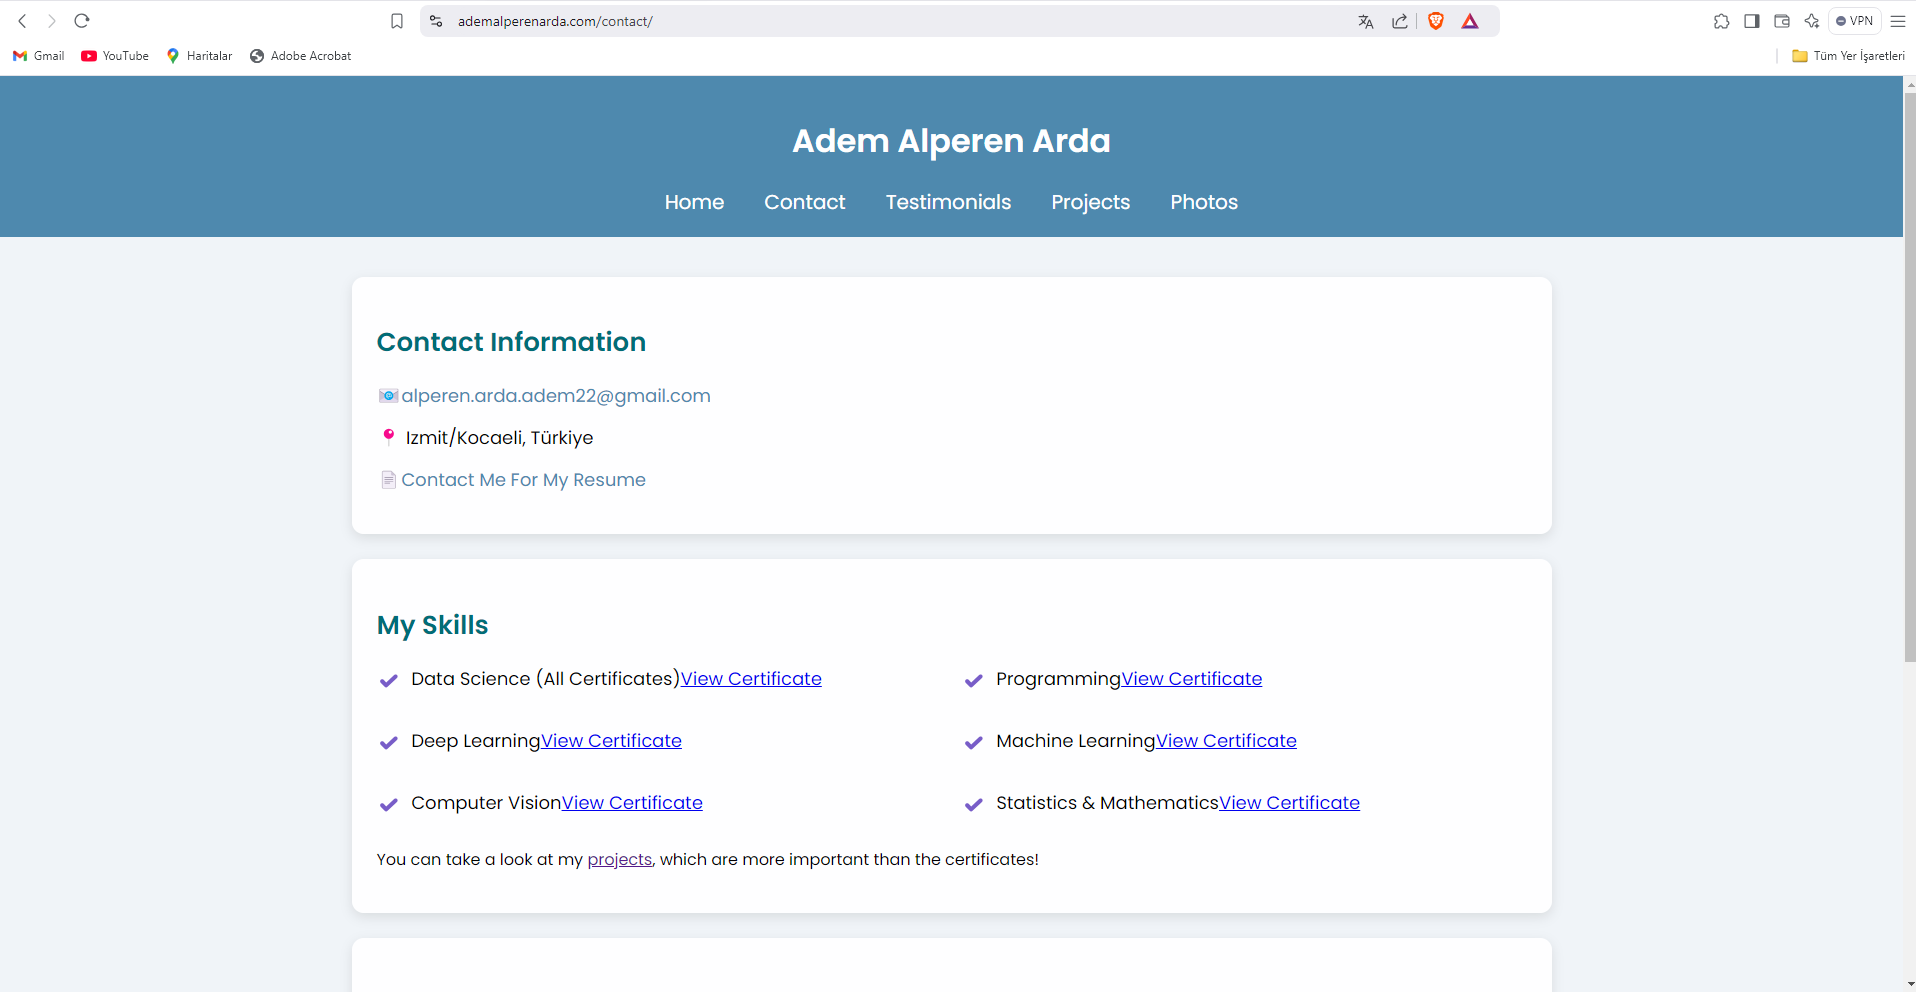 ademalperenarda.com/contact/
VPN
Gmail YouTube Haritalar Adobe Acrobat Tüm Yer İşaretleri
Adem Alperen Arda
Home Contact Testimonials Projects Photos
Contact Information
alperen.arda.adem22@gmail.com
Izmit/Kocaeli, Türkiye
Contact Me For My Resume
My Skills
Data Science (All Certificates)View Certificate ProgrammingView Certificate
Deep LearningView Certificate Machine LearningView Certificate
Computer VisionView Certificate Statistics & MathematicsView Certificate
You can take a look at my projects, which are more important than the certificates!